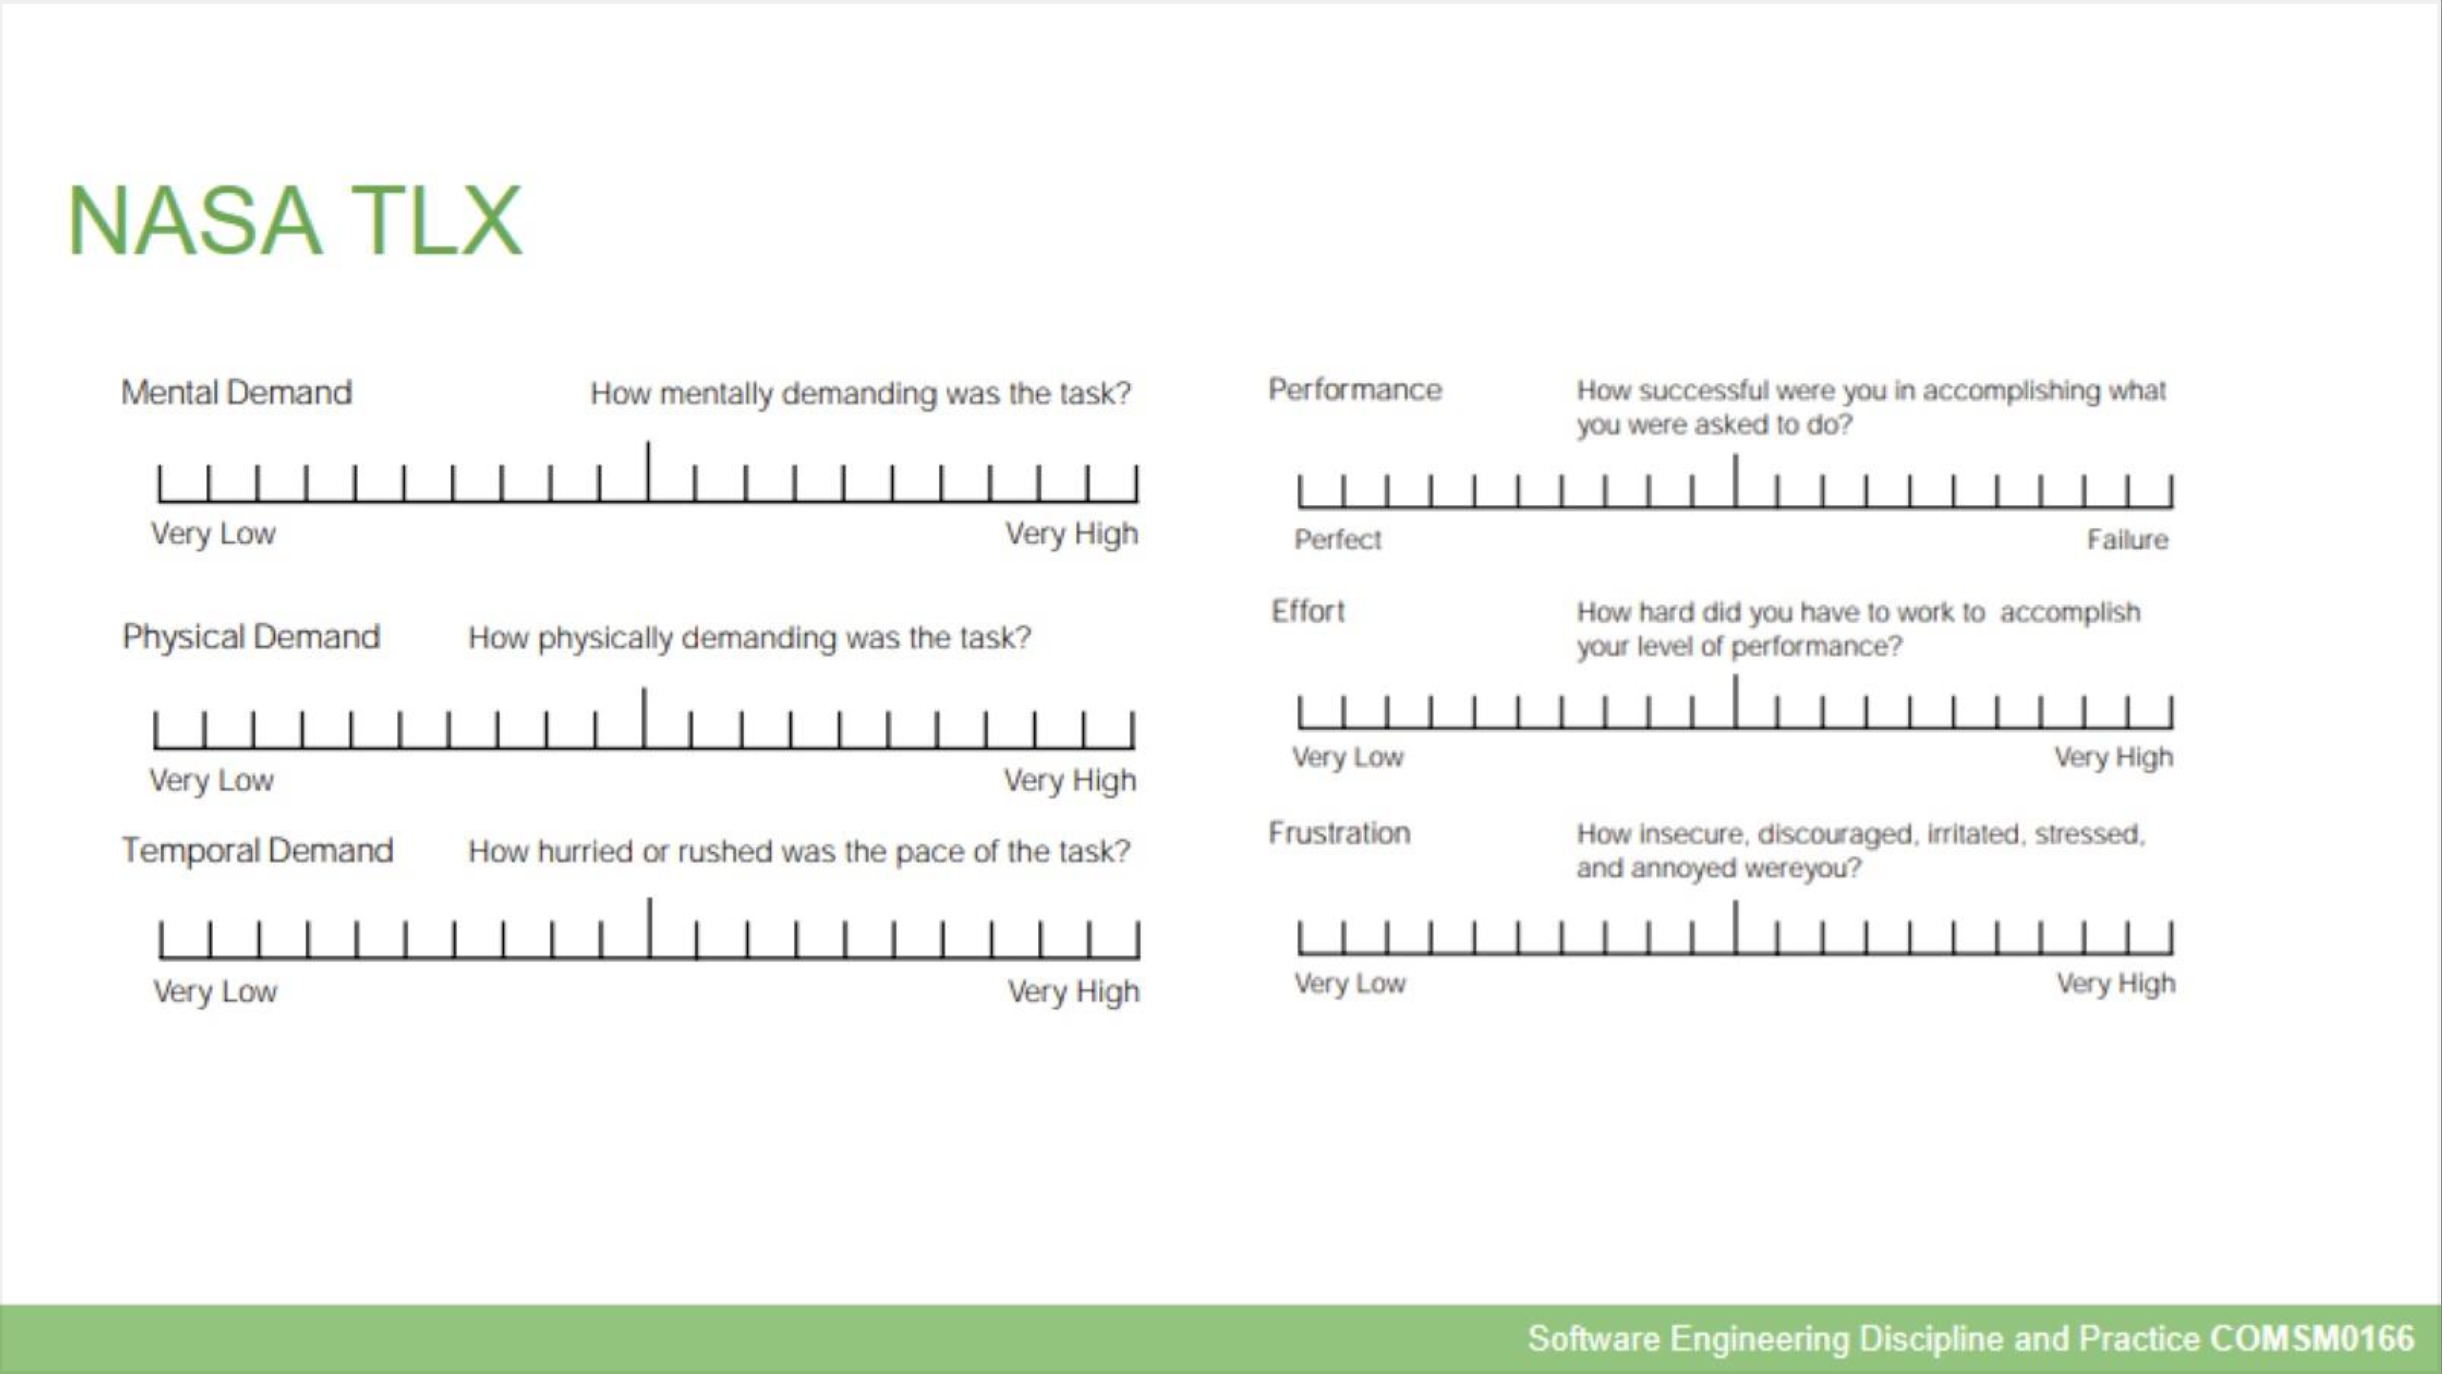 NASA TLX
Mental Demand How mentally demanding was the task?
Very Low Very High
Physical Demand How physically demanding was the task?
Very Low Very High
Temporal Demand How hurried or rushed was the pace of the task?
Very Low Very High
Performance How successful were you in accomplishing what
you were asked to do?
Perfect Failure
Effort How hard did you have to work to accomplish
your level of performance?
Very Low Very High
Frustration How insecure, discouraged, irritated, stressed,
and annoyed wereyou?
Very Low Very High
Software Engineering Discipline and Practice COMSM0166